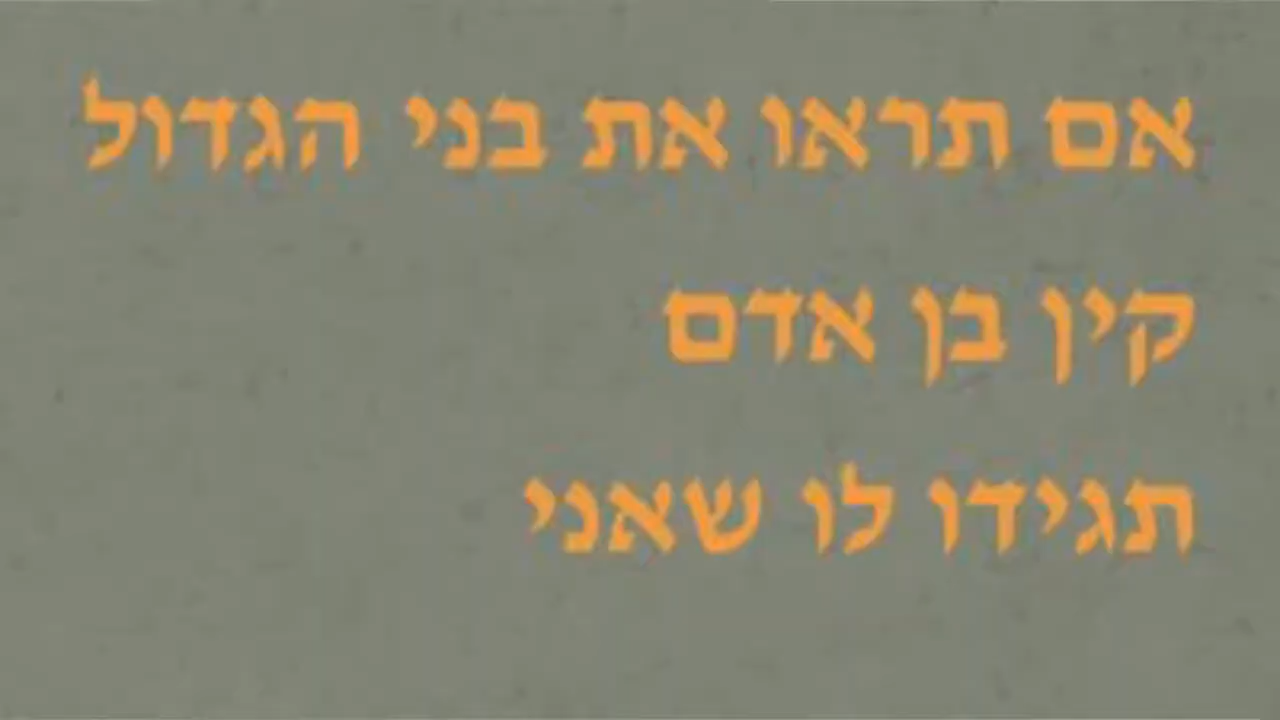 אם תראו את בני הגדול
קין בן אדם
תגידו לו שאני